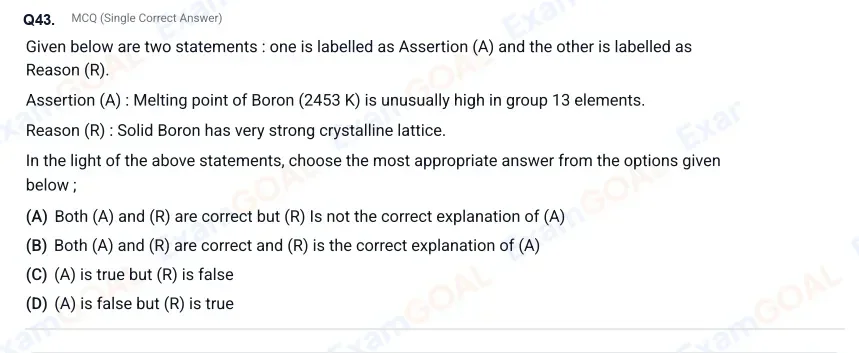 Q43. MCQ (Single Correct Answer)
Given below are two statements : one is labelled as Assertion (A) and the other is labelled as
Reason (R).
Assertion (A) : Melting point of Boron (2453 K) is unusually high in group 13 elements.
Reason (R) : Solid Boron has very strong crystalline lattice.
In the light of the above statements, choose the most appropriate answer from the options given
below ;
(A) Both (A) and (R) are correct but (R) Is not the correct explanation of (A)
(B) Both (A) and (R) are correct and (R) is the correct explanation of (A)
(C) (A) is true but (R) is false
(D) (A) is false but (R) is true